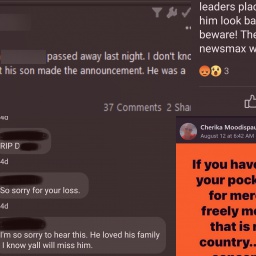 passed away last night. I don't kno
t his son made the announcement. He was a
37 Comments 2 Sha
4d
RIP D
4d
So sorry for your loss.
4d
I'm so sorry to hear this. He loved his family
I know yall will miss him.
leaders plac
him look ba
beware! The
newsmax w
3
Cherika Moodispau
August 12 at 6:42 AM
If you have
your pock
for mer
freely m
that is r
country..